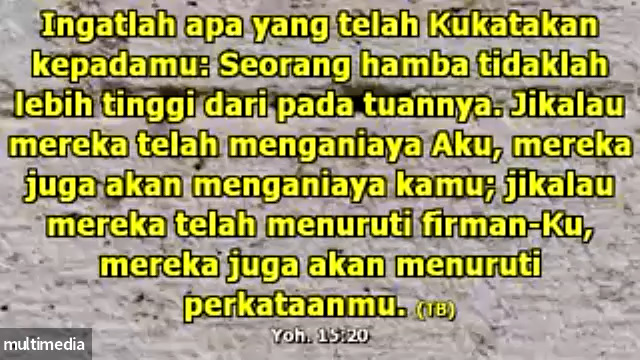 Ingatlah apa yang telah Kukatakan
kepadamu: Seorang hamba tidaklah
lebih tinggi dari pada tuannya. Jikalau
mereka telah menganiaya Aku, mereka
juga akan menganiaya kamu; jikalau
mereka telah menuruti firman-Ku,
mereka juga akan menuruti
perkataanmu. (TB)
Yoh. 15:20
multimedia